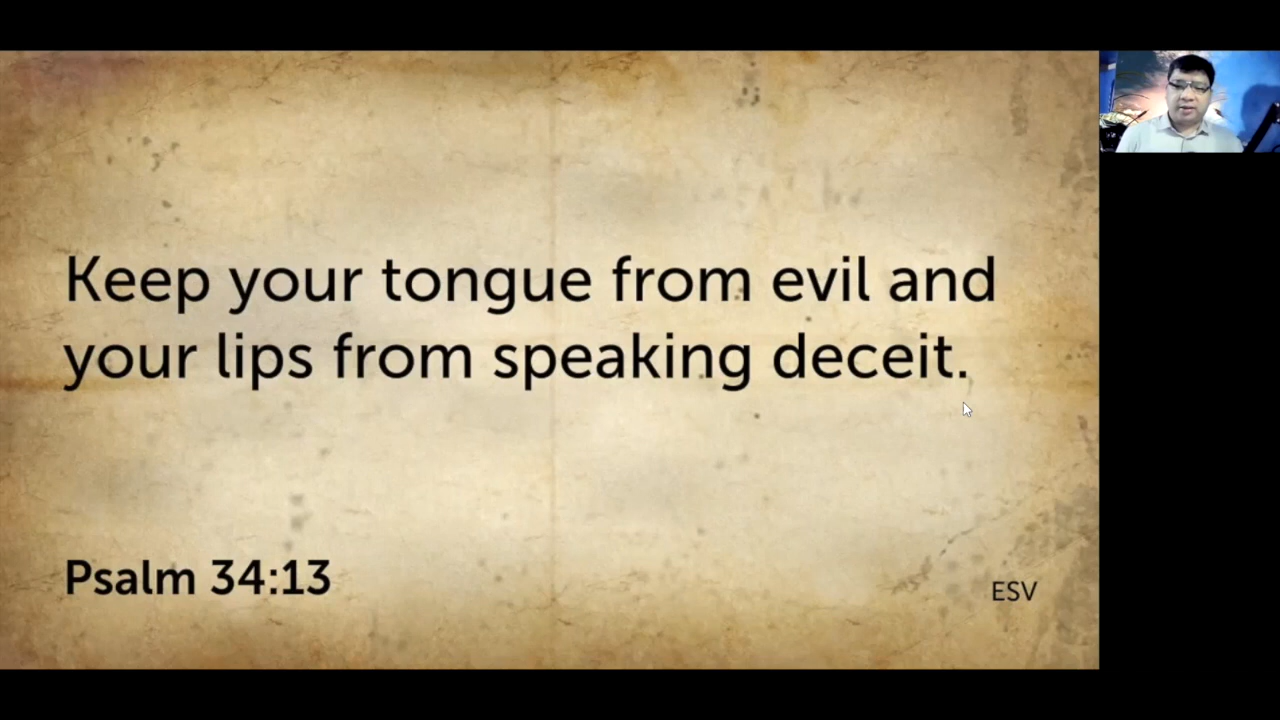 Keep your tongue from evil and
your lips from speaking deceit.
Psalm 34:13
ESV